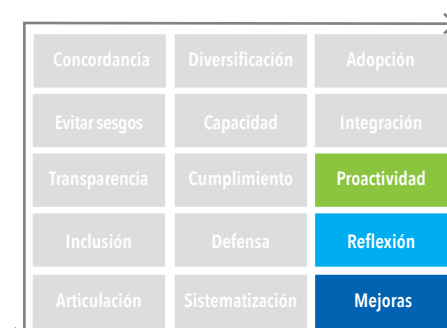 Concordancia Diversificación Adopción
Evitar sesgos Capacidad Integración
Transparencia Cumplimiento Proactividad
Inclusión Defensa Reflexión
Articulación Sistematización Mejoras